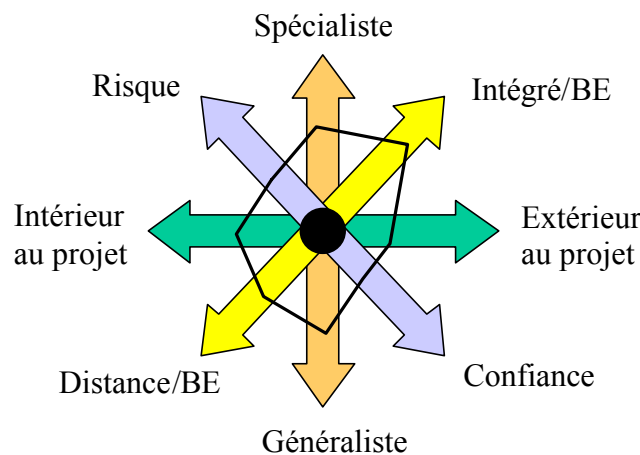 Spécialiste
Risque
Intégré/BE
Intérieur
au projet
Extérieur
au projet
Distance/BE
Confiance
Généraliste